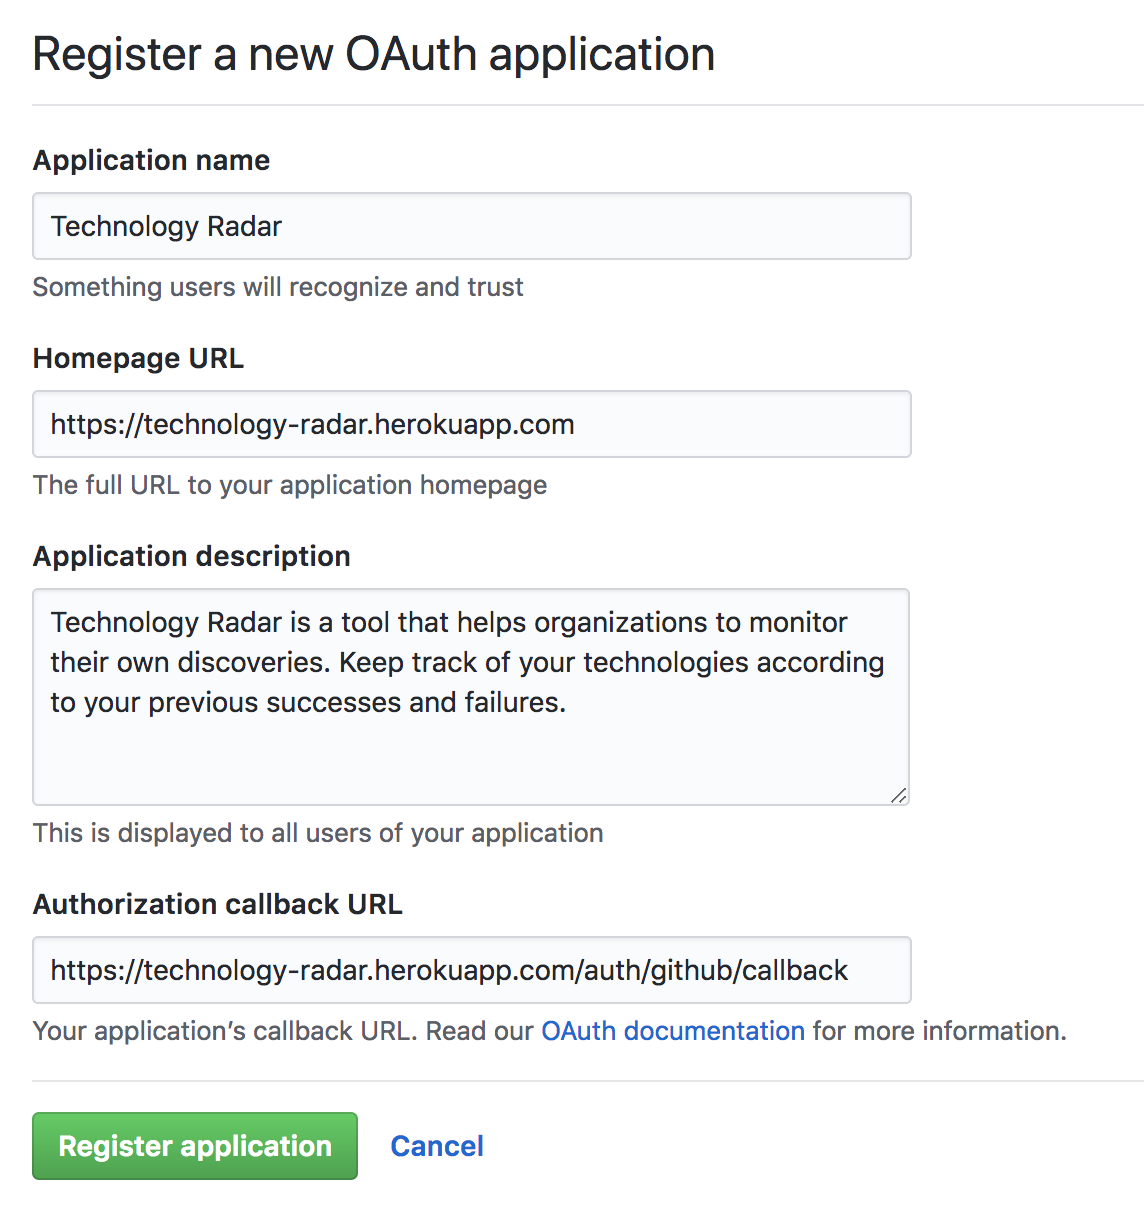 Register a new OAuth application
Application name
Technology Radar
Something users will recognize and trust
Homepage URL
https://technology-radar.herokuapp.com
The full URL to your application homepage
Application description
Technology Radar is a tool that helps organizations to monitor
their own discoveries. Keep track of your technologies according
to your previous successes and failures.
This is displayed to all users of your application
Authorization callback URL
https://technology-radar.herokuapp.com/auth/github/callback
Your application’s callback URL. Read our OAuth documentation for more information.
Register application Cancel